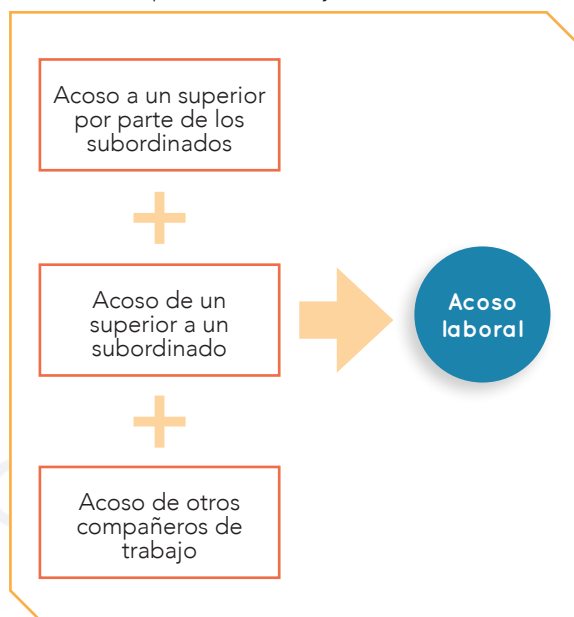 Acoso a un superior
por parte de los
subordinados
+
Acoso de un
superior a un
subordinado
+
Acoso de otros
compañeros de
trabajo
Acoso
laboral